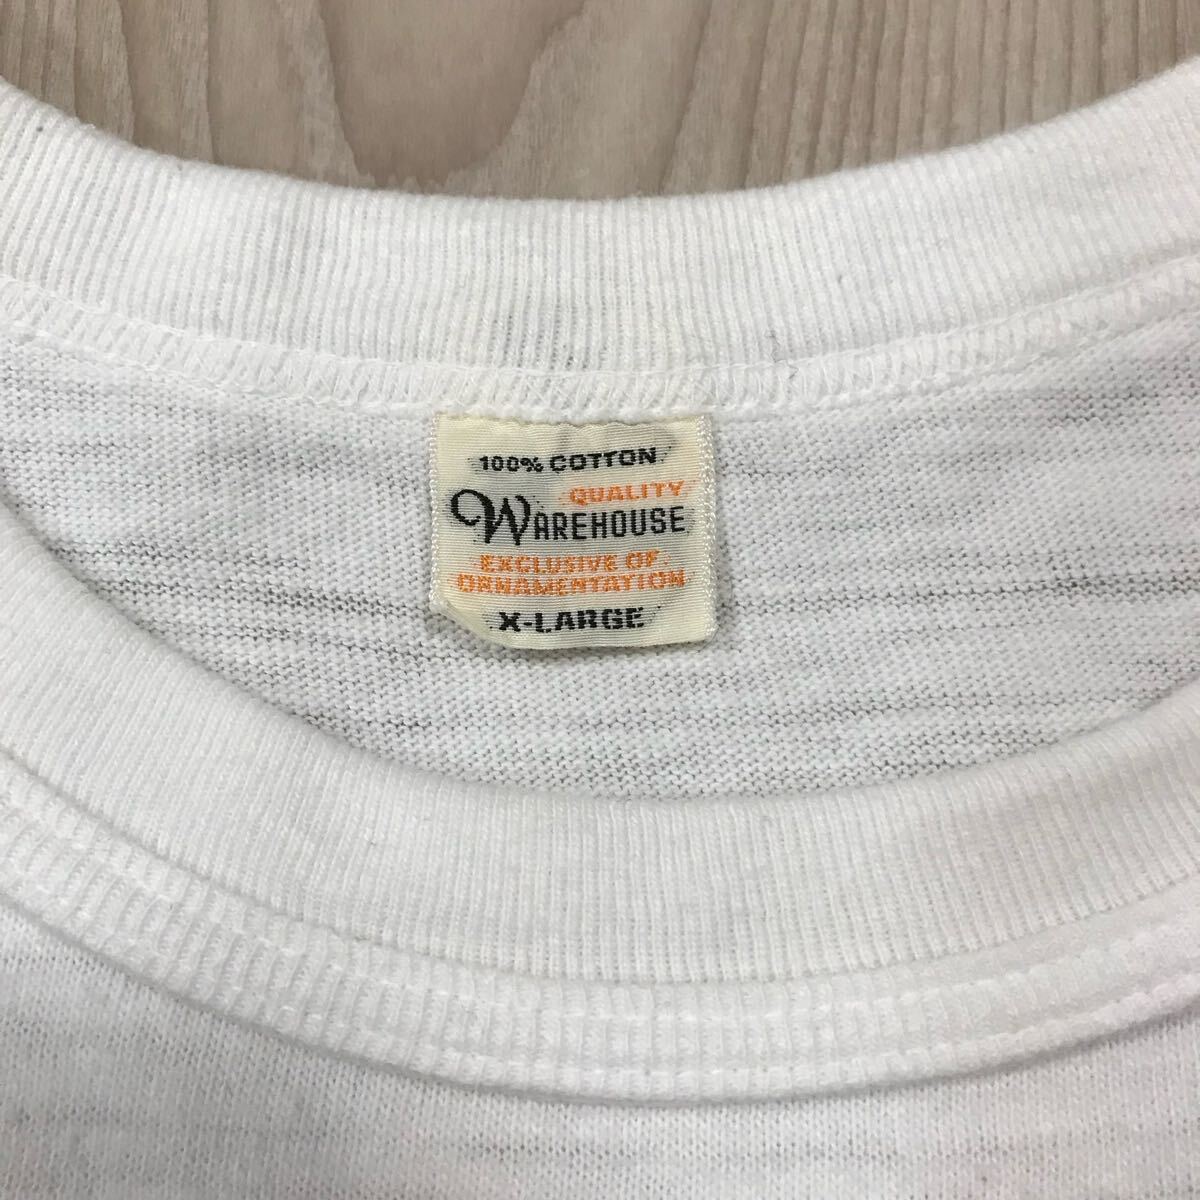 100% COTTON
QUALITY
WAREHOUSE
EXCLUSIVE OF
ORNAMENTATION
X-LARGE